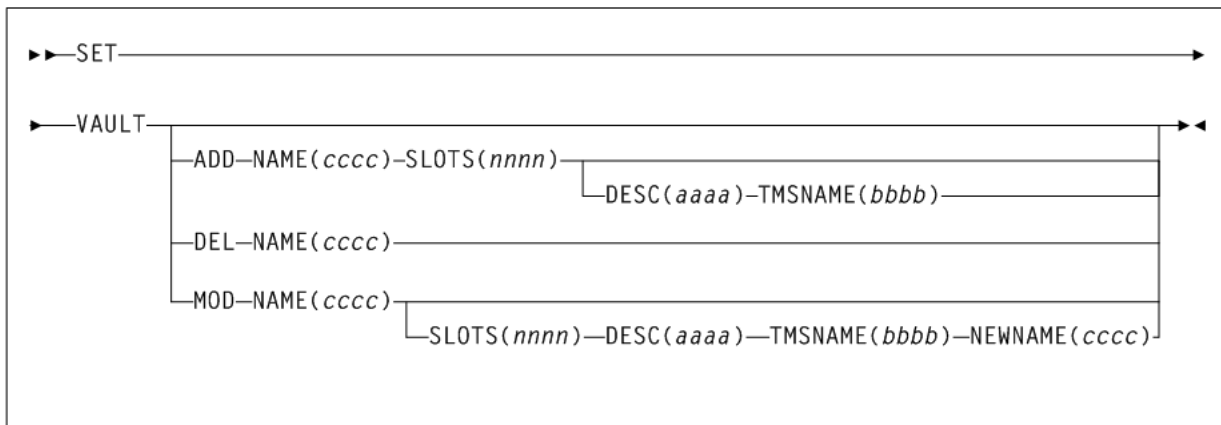 SET
VAULT
ADD NAME(cccc) SLOTS(nnnn)
DESC(aaaa) TMSNAME(bbbb)
DEL NAME(cccc)
MOD NAME(cccc)
SLOTS(nnnn) DESC(aaaa) TMSNAME(bbbb) NEWNAME(cccc)